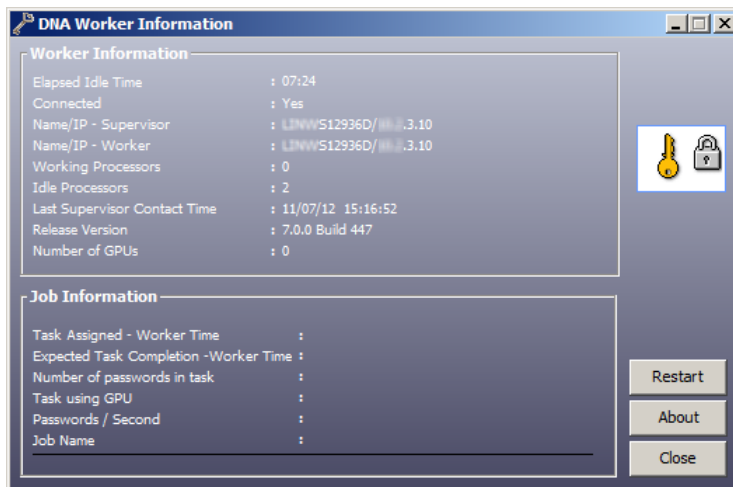 DNA Worker Information
Worker Information
Elapsed Idle Time : 07:24
Connected : Yes
Name/IP - Supervisor : S12936D/ .3.10
Name/IP - Worker : S12936D/ .3.10
Working Processors : 0
Idle Processors : 2
Last Supervisor Contact Time : 11/07/12 15:16:52
Release Version : 7.0.0 Build 447
Number of GPUs : 0
Job Information
Task Assigned - Worker Time :
Expected Task Completion -Worker Time :
Number of passwords in task :
Task using GPU :
Passwords / Second :
Job Name :
Restart
About
Close